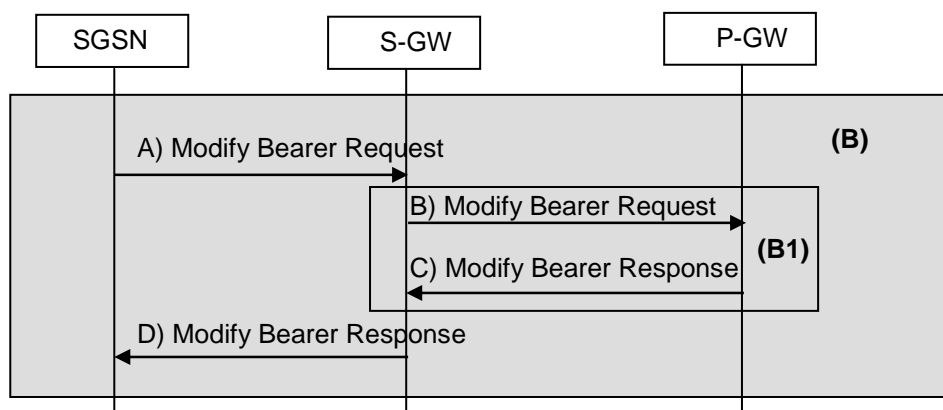 SGSN
S-GW
P-GW
(B)
A) Modify Bearer Request
B) Modify Bearer Request
(B1)
C) Modify Bearer Response
D) Modify Bearer Response